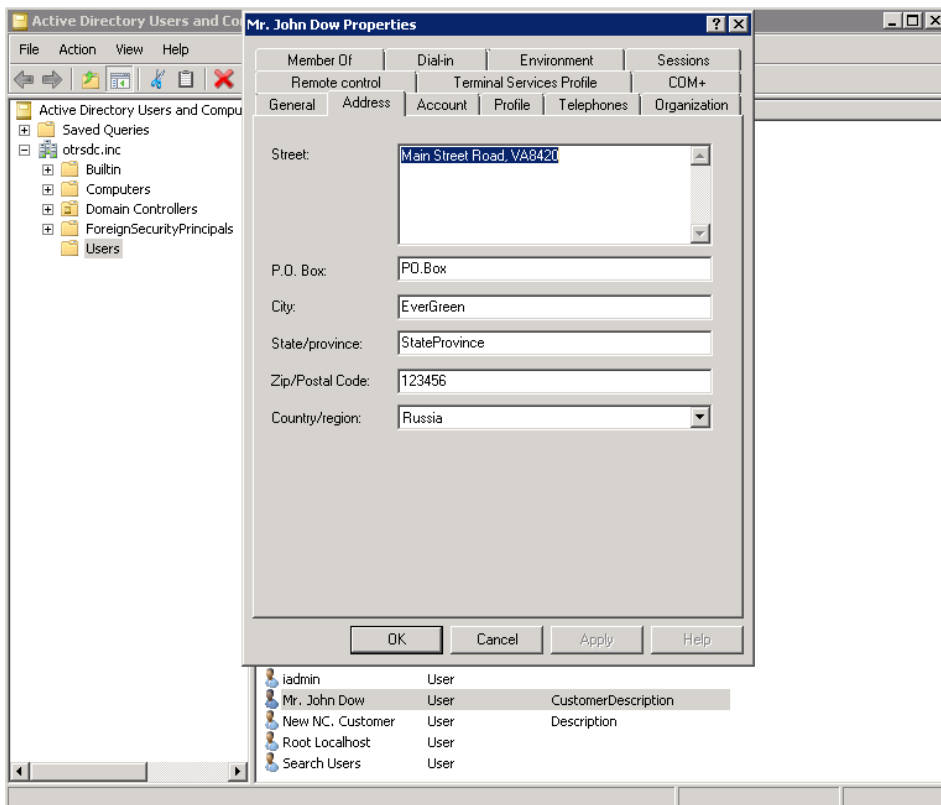 Active Directory Users and Co
Mr. John Dow Properties
File Action View Help
Member Of Dial-in Environment Sessions
Remote control Terminal Services Profile COM+
General Address Account Profile Telephones Organization
Active Directory Users and Compu
Saved Queries
otrsdc.inc
Builtin
Computers
Domain Controllers
ForeignSecurityPrincipals
Users
Street: Main Street Road, VA8420
P.O. Box: PO.Box
City: EverGreen
State/province: StateProvince
Zip/Postal Code: 123456
Country/region: Russia
OK Cancel Apply Help
iadmin User
Mr. John Dow User CustomerDescription
New NC. Customer User Description
Root Localhost User
Search Users User